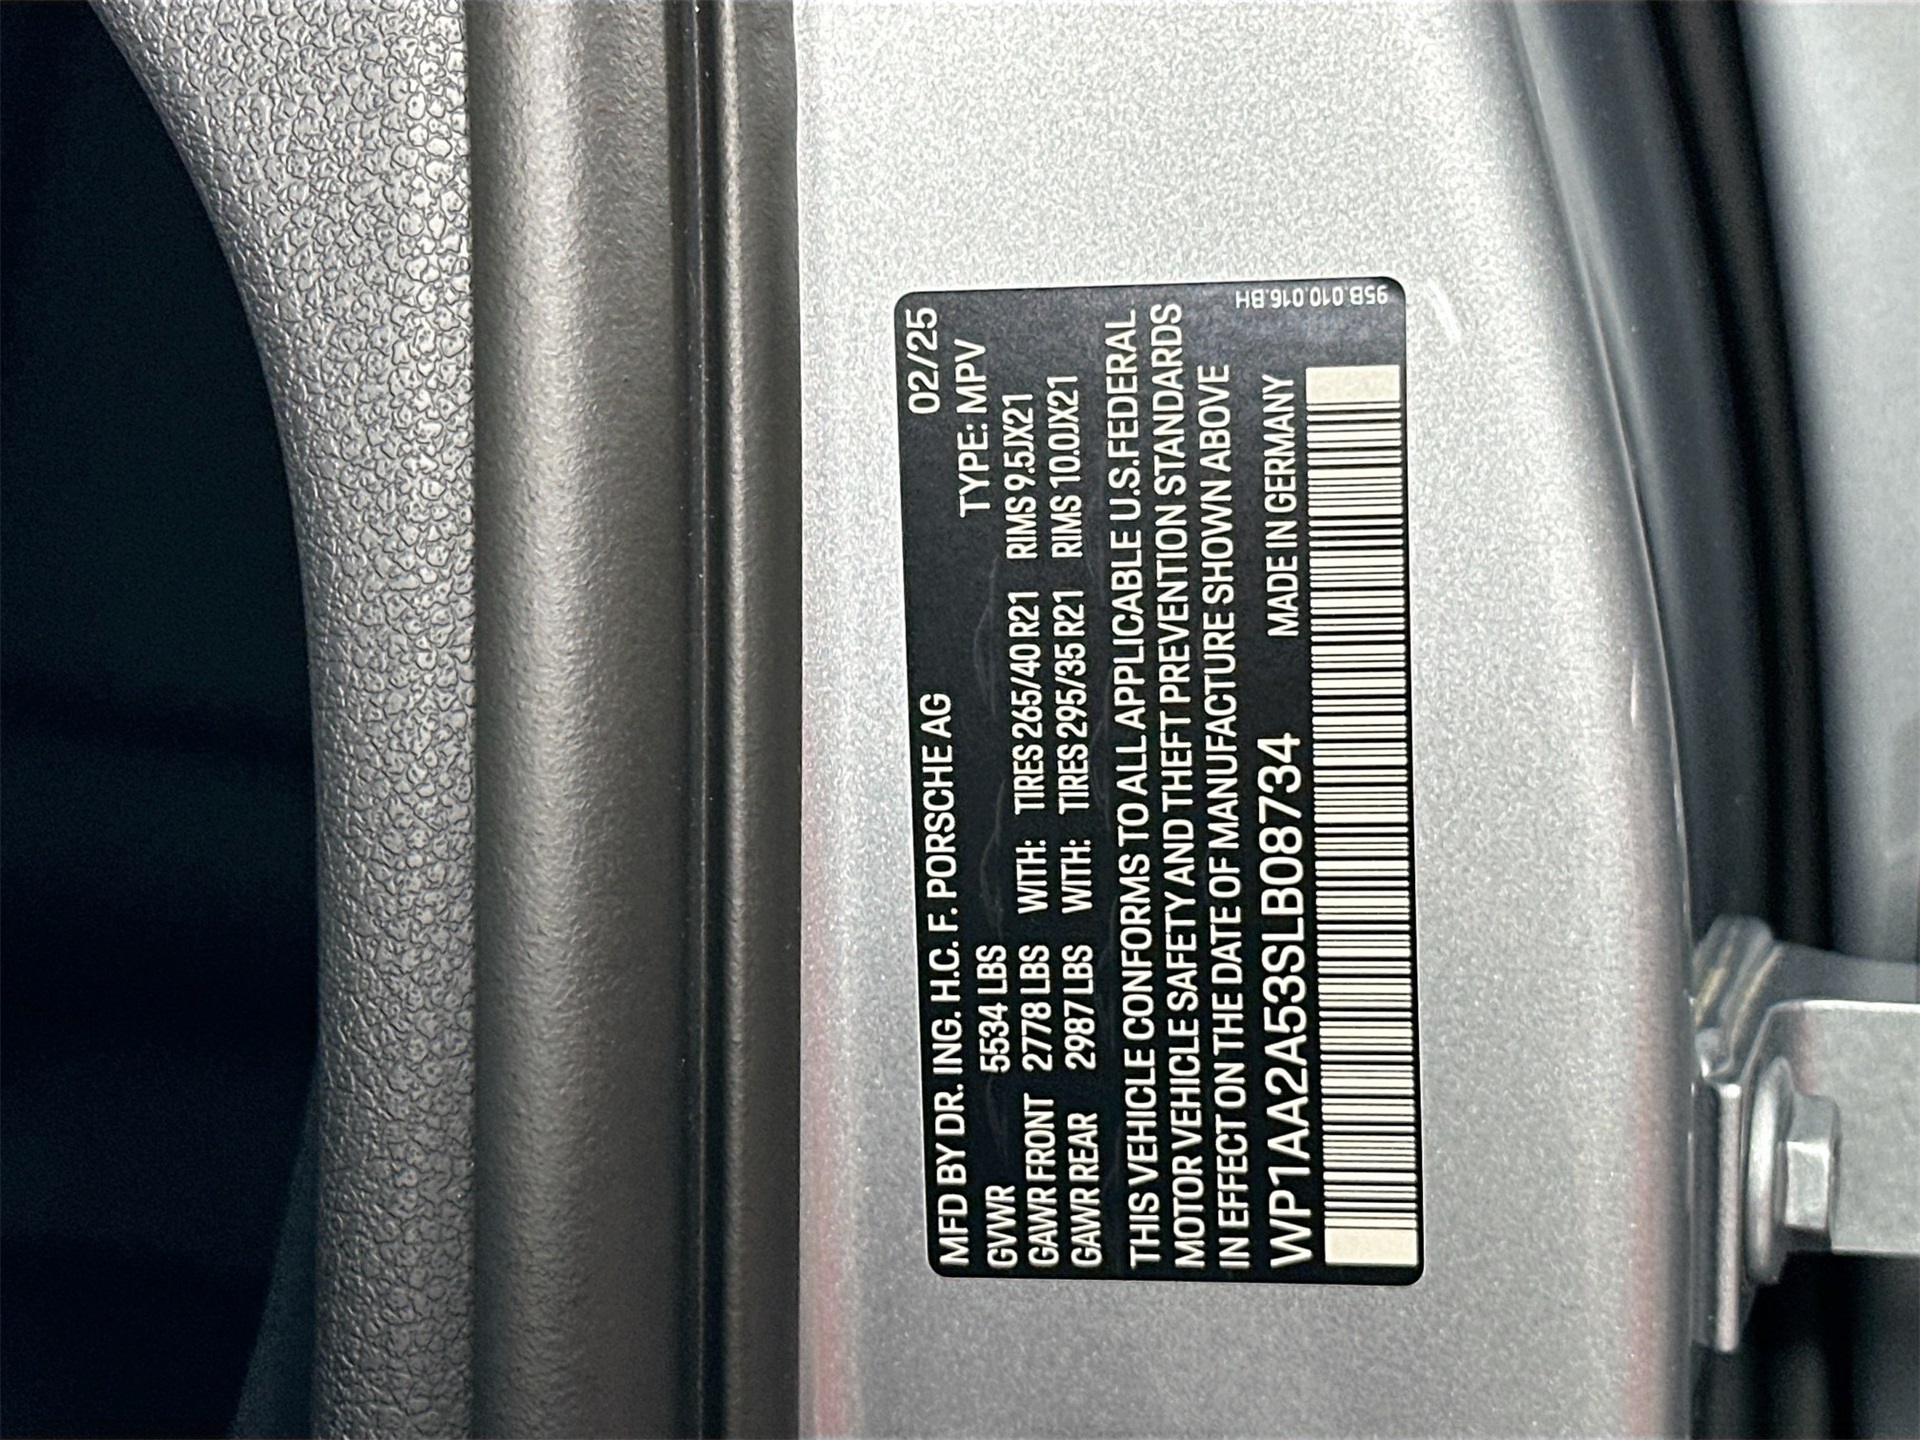 MFD BY DR. ING. H.C. F. PORSCHE AG 02/25
GVWR 5534 LBS TYPE: MPV
GAWR FRONT 2778 LBS WITH: TIRES 265/40 R21 RIMS 9.5JX21
GAWR REAR 2987 LBS WITH: TIRES 295/35 R21 RIMS 10.0JX21
THIS VEHICLE CONFORMS TO ALL APPLICABLE U.S.FEDERAL
MOTOR VEHICLE SAFETY AND THEFT PREVENTION STANDARDS
IN EFFECT ON THE DATE OF MANUFACTURE SHOWN ABOVE
WP1AA2A53SLB08734 MADE IN GERMANY
95B.010.016.BH